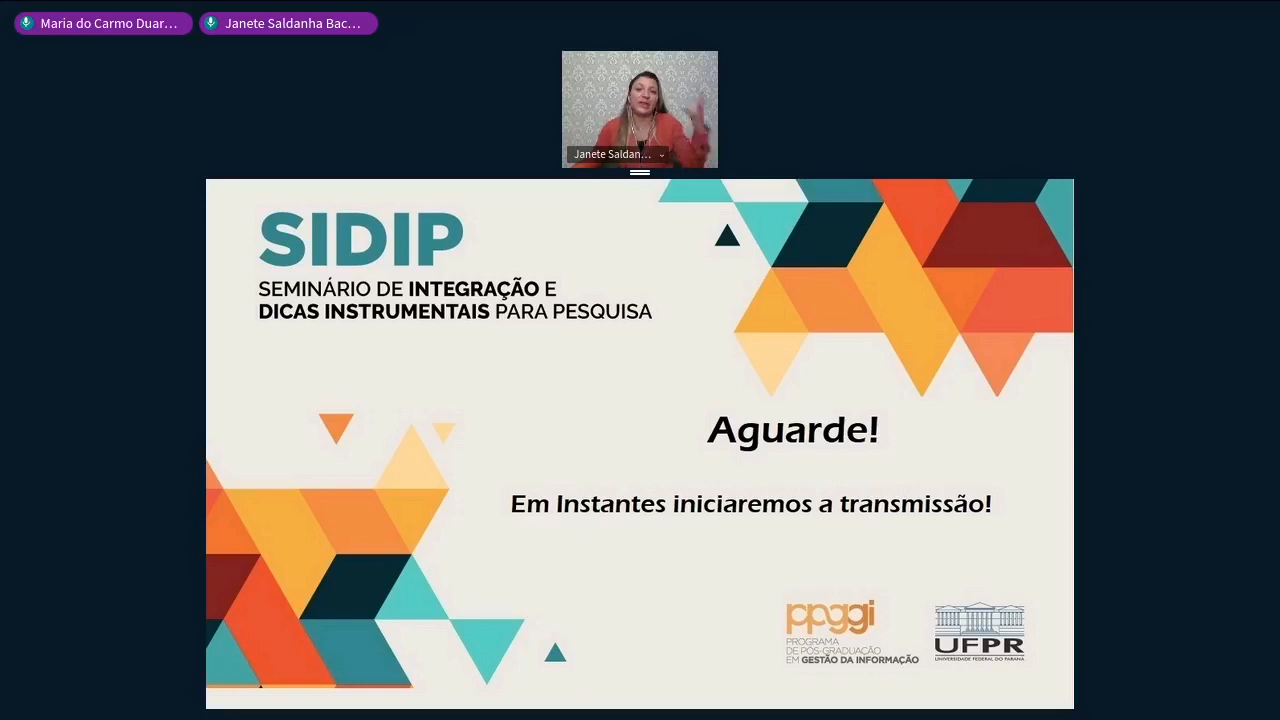 Maria do Carmo Duar...
Janete Saldanha Bac...
Janete Saldan...
SIDIP
SEMINÁRIO DE INTEGRAÇÃO E
DICAS INSTRUMENTAIS PARA PESQUISA
Aguarde!
Em Instantes iniciaremos a transmissão!
ppggi
PROGRAMA
DE PÓS-GRADUAÇÃO
EM GESTÃO DA INFORMAÇÃO
UFPR
UNIVERSIDADE FEDERAL DO PARANÁ